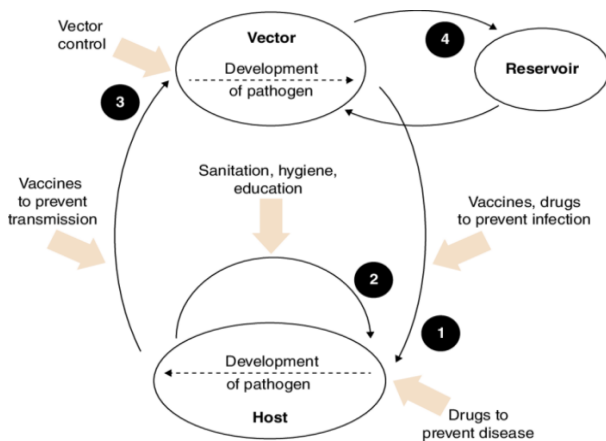 Vector
control
Vector
Development
of pathogen
4
Reservoir
3
Sanitation, hygiene,
education
Vaccines
to prevent
transmission
Vaccines, drugs
to prevent infection
2
1
Development
of pathogen
Host
Drugs to
prevent disease